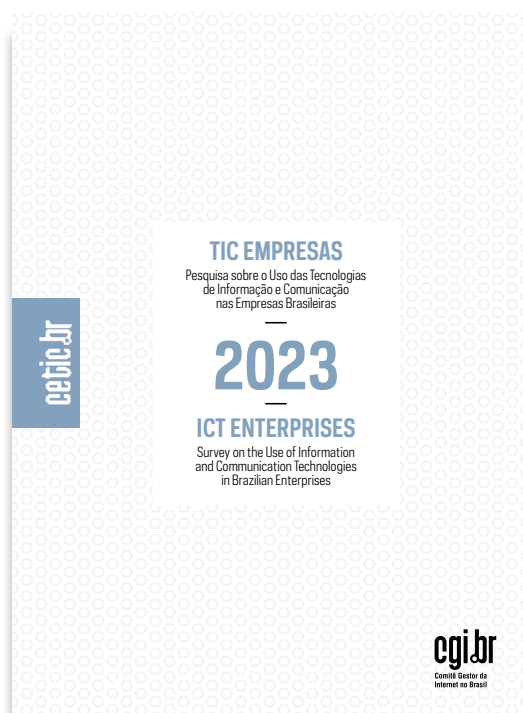 TIC EMPRESAS
Pesquisa sobre o Uso das Tecnologias
de Informação e Comunicação
nas Empresas Brasileiras
2023
ICT ENTERPRISES
Survey on the Use of Information
and Communication Technologies
in Brazilian Enterprises
cetic.br
cgi.br
Comitê Gestor da
Internet no Brasil